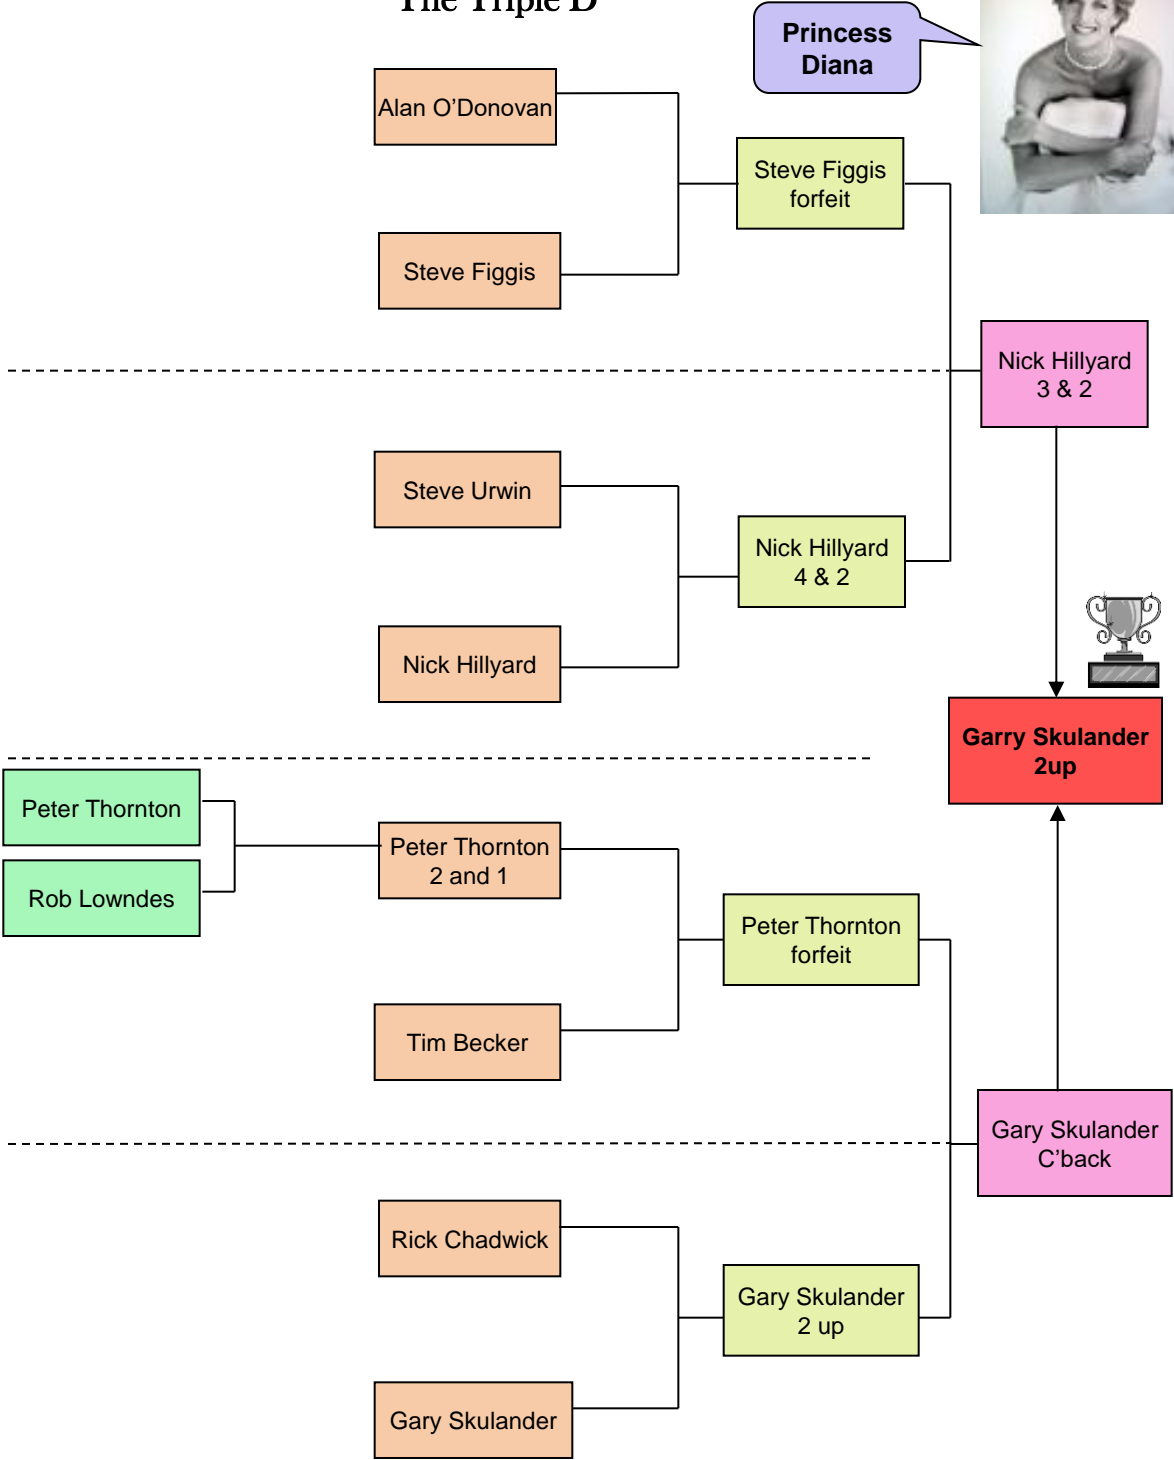 The Triple D
Princess
Diana
Alan O’Donovan
Steve Figgis
forfeit
Steve Figgis
Nick Hillyard
3 & 2
Steve Urwin
Nick Hillyard
4 & 2
Nick Hillyard
Garry Skulander
2up
Peter Thornton
Peter Thornton
2 and 1
Rob Lowndes
Peter Thornton
forfeit
Tim Becker
Gary Skulander
C’back
Rick Chadwick
Gary Skulander
2 up
Gary Skulander